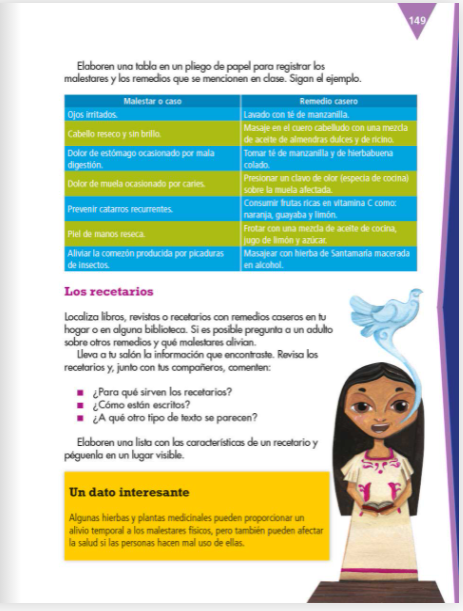 149
Elaboren una tabla en un pliego de papel para registrar los
malestares y los remedios que se mencionen en clase. Sigan el ejemplo.
Malestar o caso
Remedio casero
Ojos irritados.
Lavado con té de manzanilla.
Cabello reseco y sin brillo.
Masaje en el cuero cabelludo con una mezcla
de aceite de almendras dulces y de ricino.
Dolor de estómago ocasionado por mala
digestión.
Tomar té de manzanilla y de hierbabuena
colado.
Dolor de muela ocasionado por caries.
Presionar un clavo de olor (especia de cocina)
sobre la muela afectada.
Prevenir catarros recurrentes.
Consumir frutas ricas en vitamina C como:
naranja, guayaba y limón.
Piel de manos reseca.
Frotar con una mezcla de aceite de cocina,
jugo de limón y azúcar.
Aliviar la comezón producida por picaduras
de insectos.
Masajear con hierba de Santamaría macerada
en alcohol.
Los recetarios
Localiza libros, revistas o recetarios con remedios caseros en tu
hogar o en alguna biblioteca. Si es posible pregunta a un adulto
sobre otros remedios y qué malestares alivian.
Lleva a tu salón la información que encontraste. Revisa los
recetarios y, junto con tus compañeros, comenten:
■ ¿Para qué sirven los recetarios?
■ ¿Cómo están escritos?
■ ¿A qué otro tipo de texto se parecen?
Elaboren una lista con las características de un recetario y
péguenla en un lugar visible.
Un dato interesante
Algunas hierbas y plantas medicinales pueden proporcionar un
alivio temporal a los malestares físicos, pero también pueden afectar
la salud si las personas hacen mal uso de ellas.